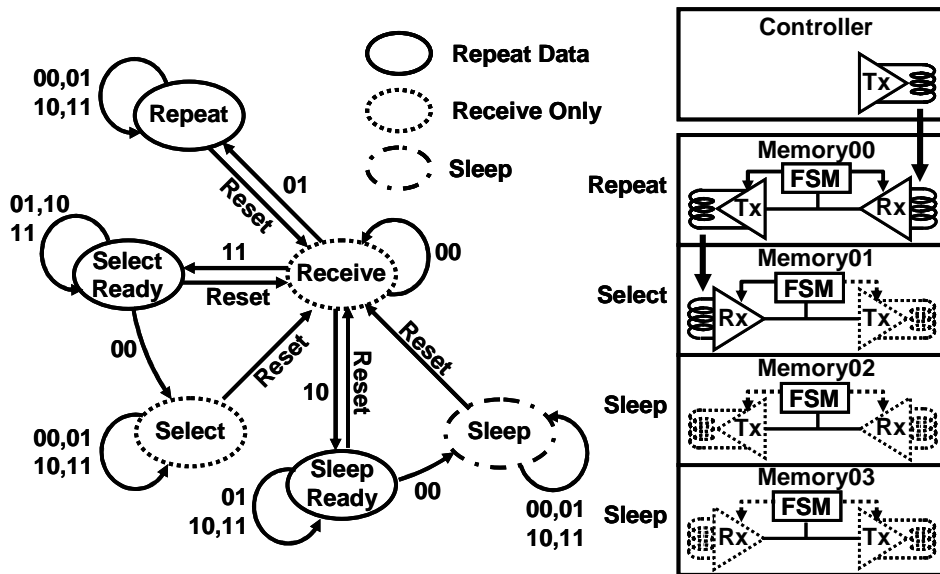 00,01
10,11
Repeat
Reset
01
01,10
11
Select
Ready
11
Reset
Receive
00
00
Reset
Select
00,01
10,11
10
Reset
Reset
Sleep
Sleep
Ready
00
01
10,11
00,01
10,11
Repeat Data
Receive Only
Sleep
Controller
Tx
Repeat
Memory00
FSM
Tx
Rx
Select
Memory01
FSM
Rx
Tx
Sleep
Memory02
FSM
Tx
Rx
Sleep
Memory03
FSM
Rx
Tx